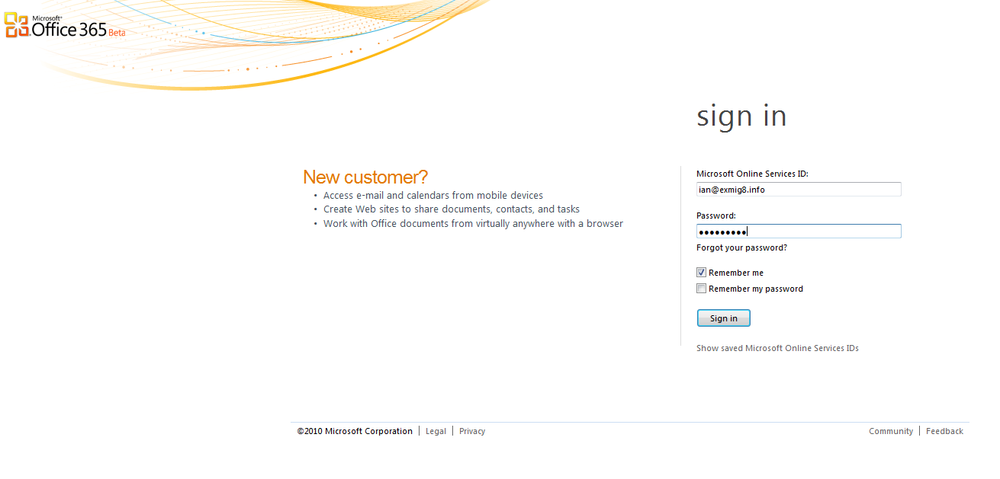 Microsoft®
Office 365 Beta
sign in
New customer?
• Access e-mail and calendars from mobile devices
• Create Web sites to share documents, contacts, and tasks
• Work with Office documents from virtually anywhere with a browser
Microsoft Online Services ID:
ian@exmig8.info
Password:
●●●●●●●●●
Forgot your password?
Remember me
Remember my password
Sign in
Show saved Microsoft Online Services IDs
©2010 Microsoft Corporation | Legal | Privacy
Community | Feedback